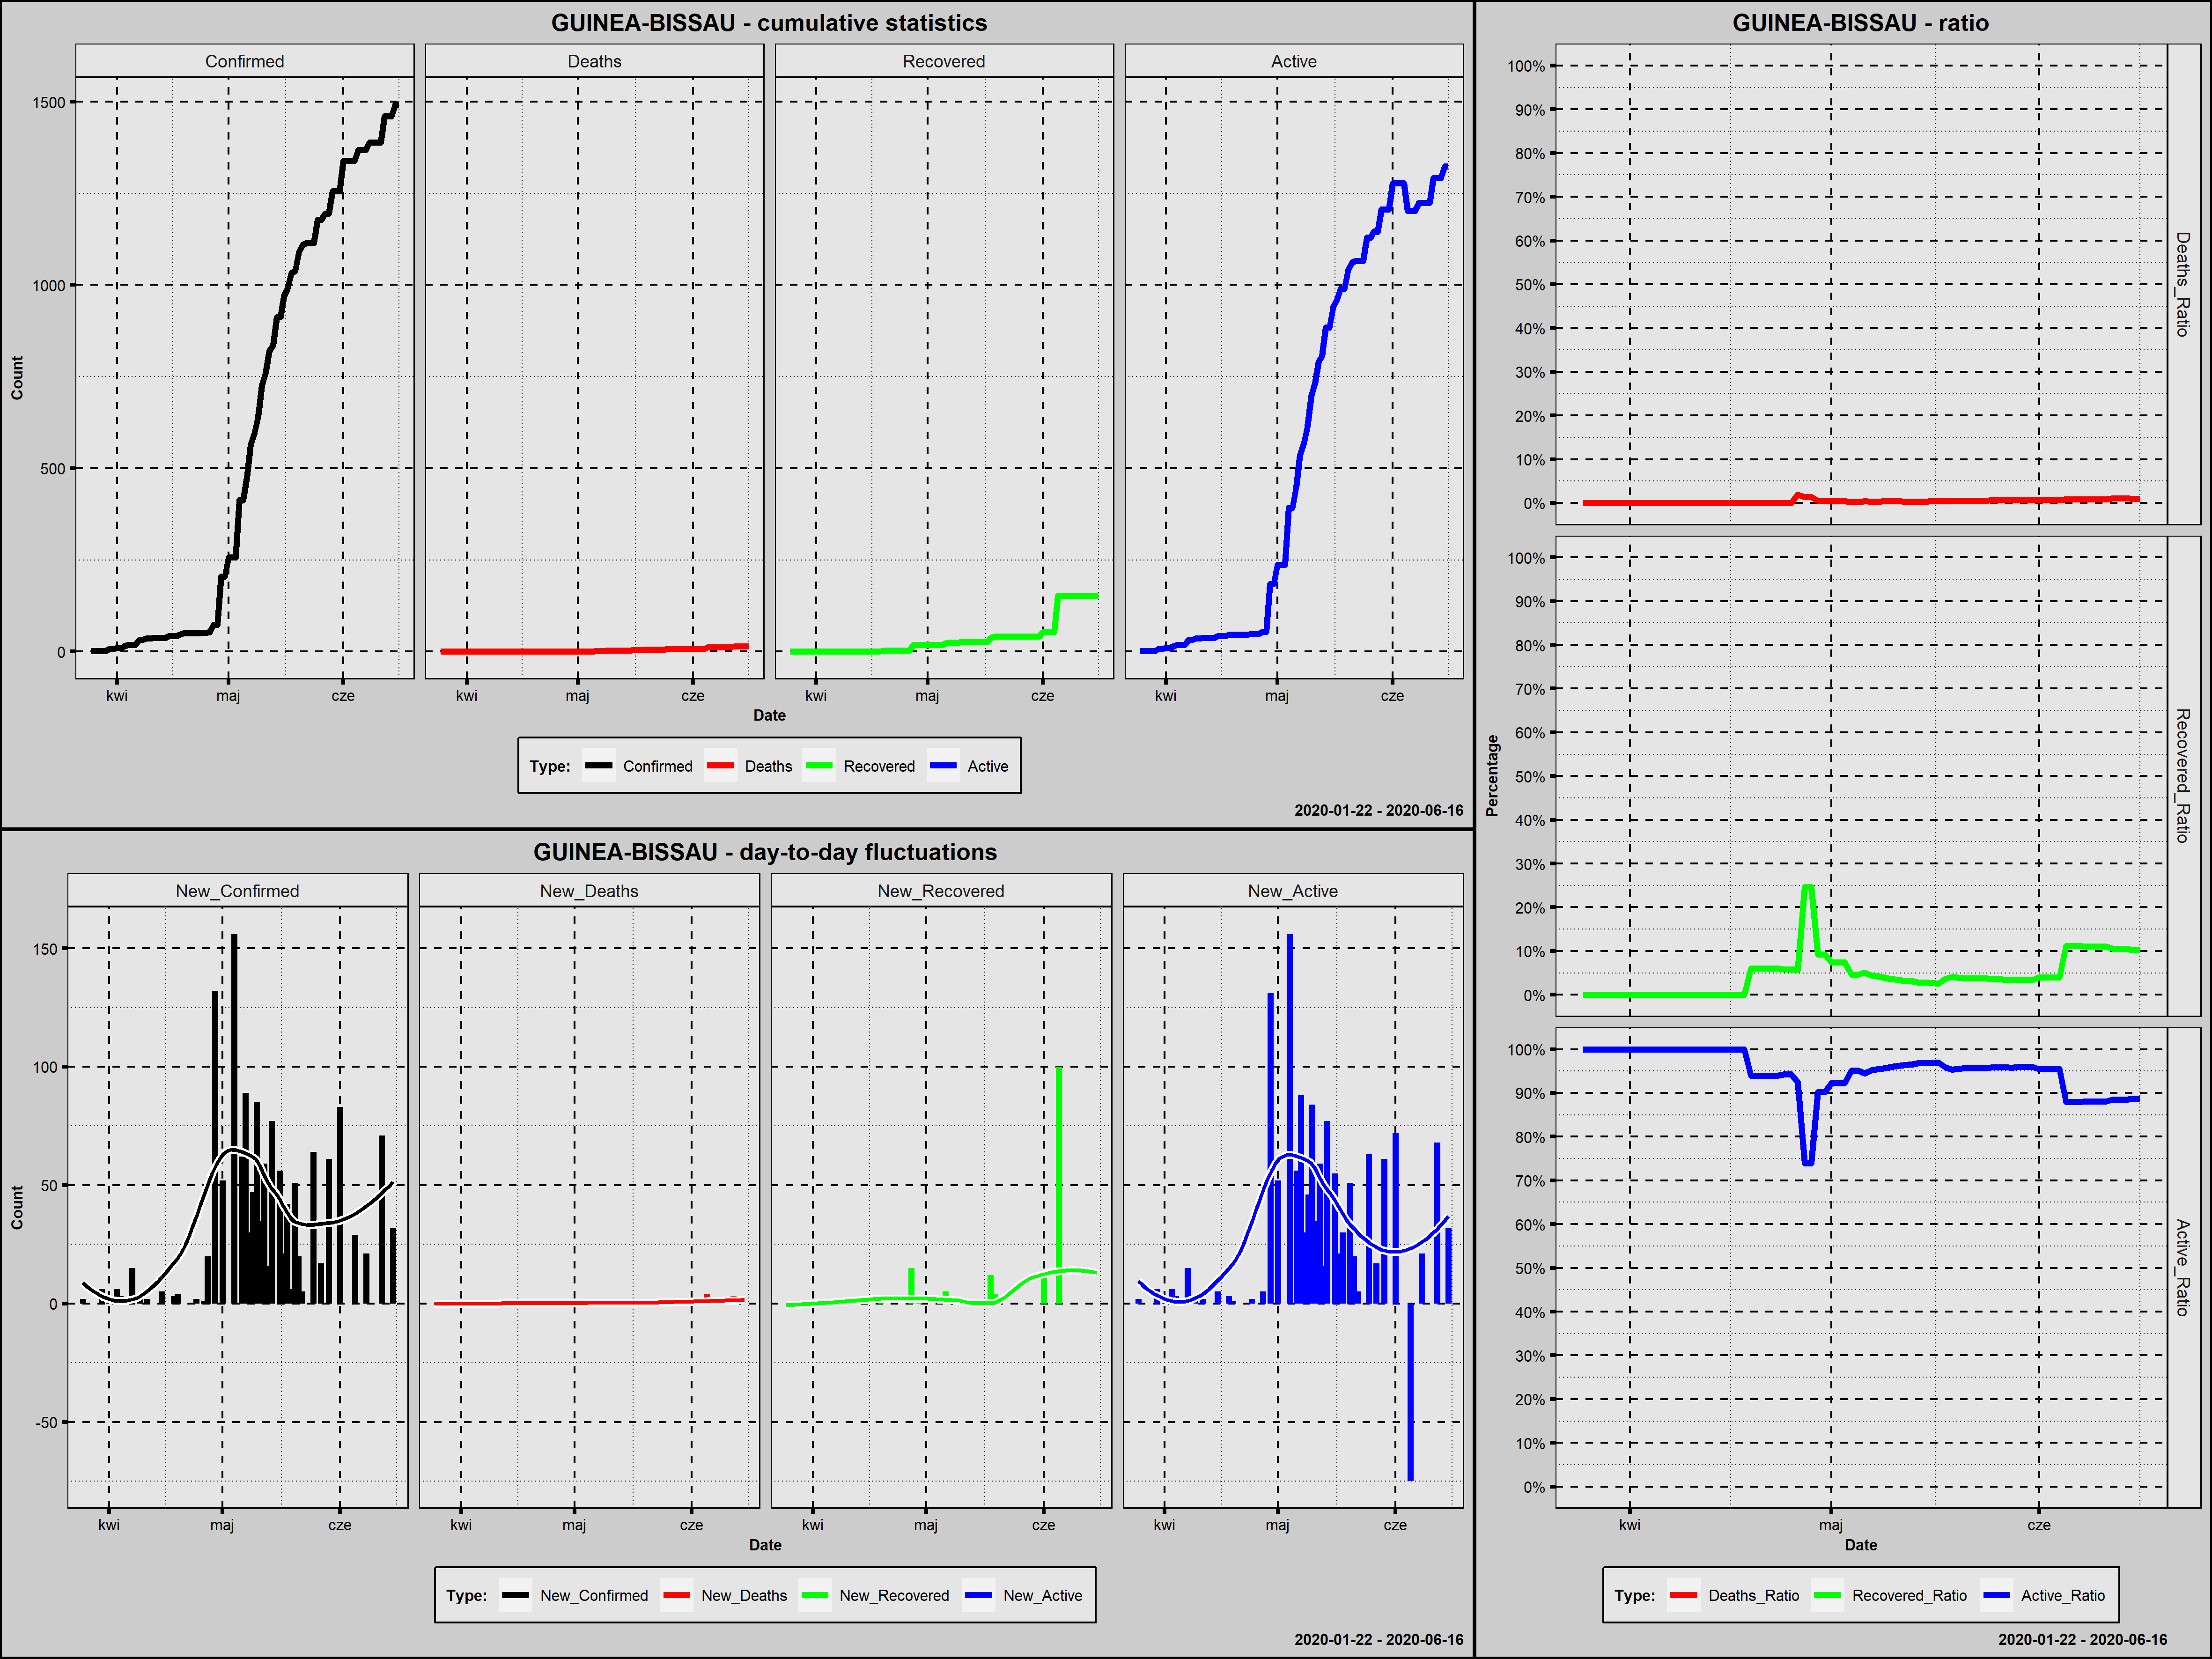 GUINEA-BISSAU - cumulative statistics
Confirmed Deaths Recovered Active
1500
1000
500
0
Count
kwi maj cze kwi maj cze kwi maj cze kwi maj cze
Date
Type: Confirmed Deaths Recovered Active
2020-01-22 - 2020-06-16
GUINEA-BISSAU - day-to-day fluctuations
New_Confirmed New_Deaths New_Recovered New_Active
150
100
50
0
-50
Count
kwi maj cze kwi maj cze kwi maj cze kwi maj cze
Date
Type: New_Confirmed New_Deaths New_Recovered New_Active
2020-01-22 - 2020-06-16
GUINEA-BISSAU - ratio
100%
90%
80%
70%
60%
50%
40%
30%
20%
10%
0%
Deaths_Ratio
100%
90%
80%
70%
60%
50%
40%
30%
20%
10%
0%
Recovered_Ratio
Percentage
100%
90%
80%
70%
60%
50%
40%
30%
20%
10%
0%
Active_Ratio
kwi maj cze
Date
Type: Deaths_Ratio Recovered_Ratio Active_Ratio
2020-01-22 - 2020-06-16